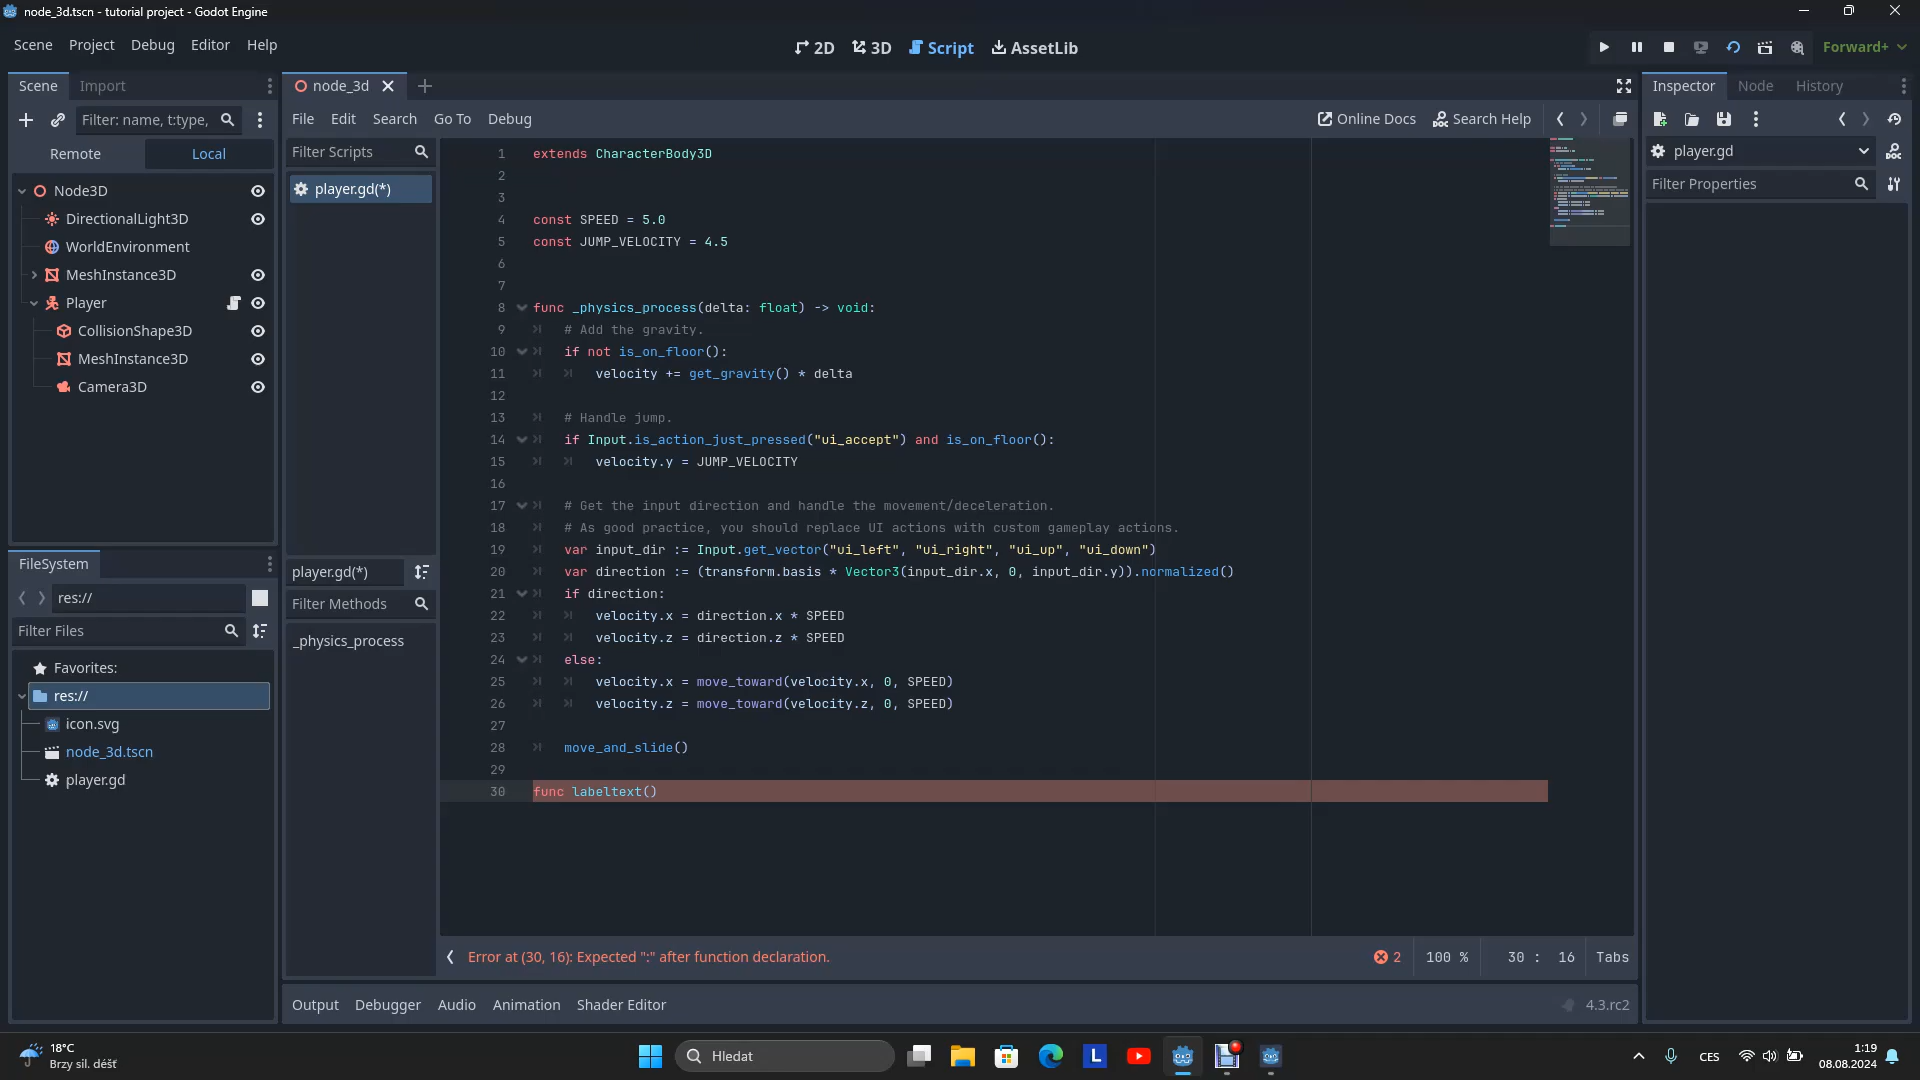 node_3d.tscn - tutorial project - Godot Engine
Scene Project Debug Editor Help
2D 3D Script AssetLib
Forward+
Scene Import
Filter: name, t:type,
Remote Local
Node3D
DirectionalLight3D
WorldEnvironment
MeshInstance3D
Player
CollisionShape3D
MeshInstance3D
Camera3D
FileSystem
res://
Filter Files
Favorites:
res://
icon.svg
node_3d.tscn
player.gd
node_3d
File Edit Search Go To Debug
Online Docs Search Help
Filter Scripts
player.gd(*)
player.gd(*)
Filter Methods
_physics_process
1 extends CharacterBody3D
2
3
4 const SPEED = 5.0
5 const JUMP_VELOCITY = 4.5
6
7
8 func _physics_process(delta: float) -> void:
9 # Add the gravity.
10 if not is_on_floor():
11 velocity += get_gravity() * delta
12
13 # Handle jump.
14 if Input.is_action_just_pressed("ui_accept") and is_on_floor():
15 velocity.y = JUMP_VELOCITY
16
17 # Get the input direction and handle the movement/deceleration.
18 # As good practice, you should replace UI actions with custom gameplay actions.
19 var input_dir := Input.get_vector("ui_left", "ui_right", "ui_up", "ui_down")
20 var direction := (transform.basis * Vector3(input_dir.x, 0, input_dir.y)).normalized()
21 if direction:
22 velocity.x = direction.x * SPEED
23 velocity.z = direction.z * SPEED
24 else:
25 velocity.x = move_toward(velocity.x, 0, SPEED)
26 velocity.z = move_toward(velocity.z, 0, SPEED)
27
28 move_and_slide()
29
30 func labeltext()
Error at (30, 16): Expected ":" after function declaration.
2 100 % 30 : 16 Tabs
Output Debugger Audio Animation Shader Editor
4.3.rc2
Inspector Node History
player.gd
Filter Properties
18°C
Brzy sil. déšť
Hledat
L
CES
1:19
08.08.2024